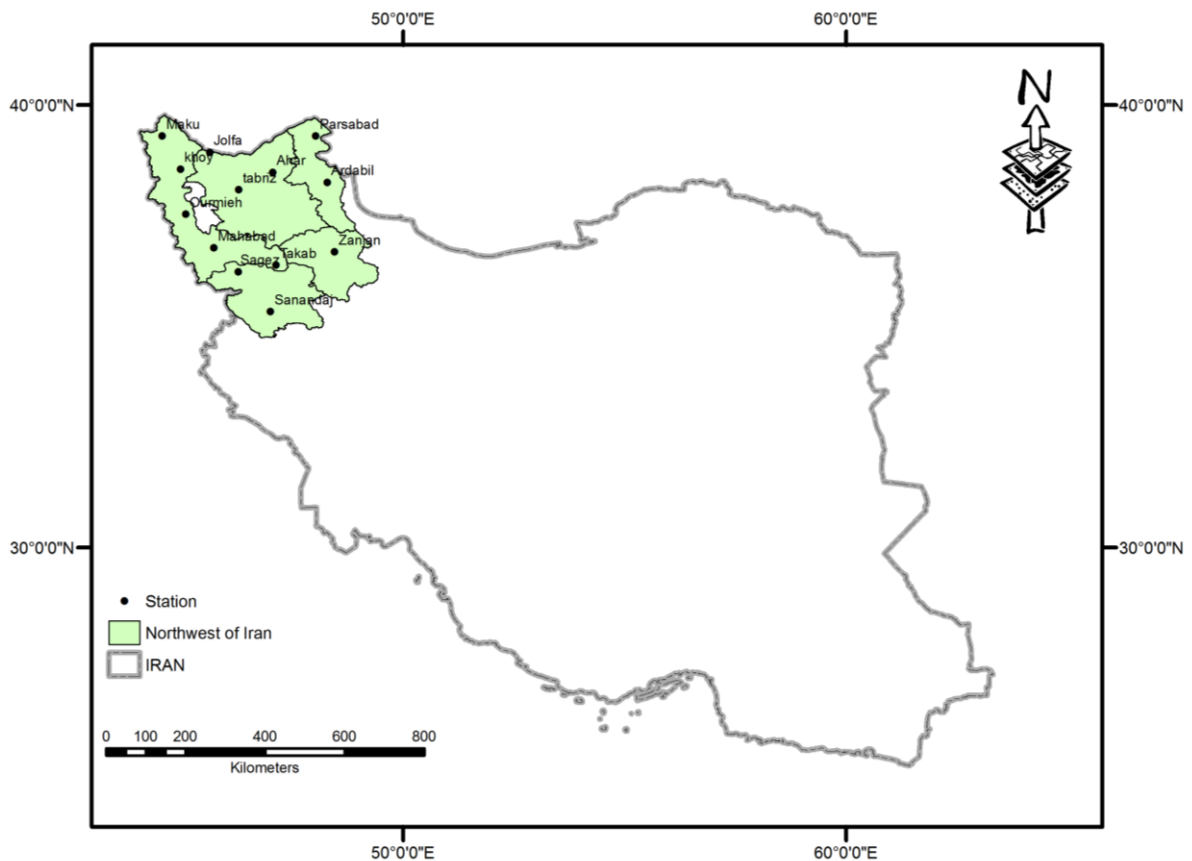 50°0'0"E
60°0'0"E
40°0'0"N
40°0'0"N
N
Maku
Parsabad
Jolfa
khoy
Ahar
Ardabil
tabriz
Ourmieh
Mahabad
Zanjan
Takab
Sagez
Sanandaj
30°0'0"N
30°0'0"N
Station
Northwest of Iran
IRAN
0 100 200 400 600 800
Kilometers
50°0'0"E
60°0'0"E